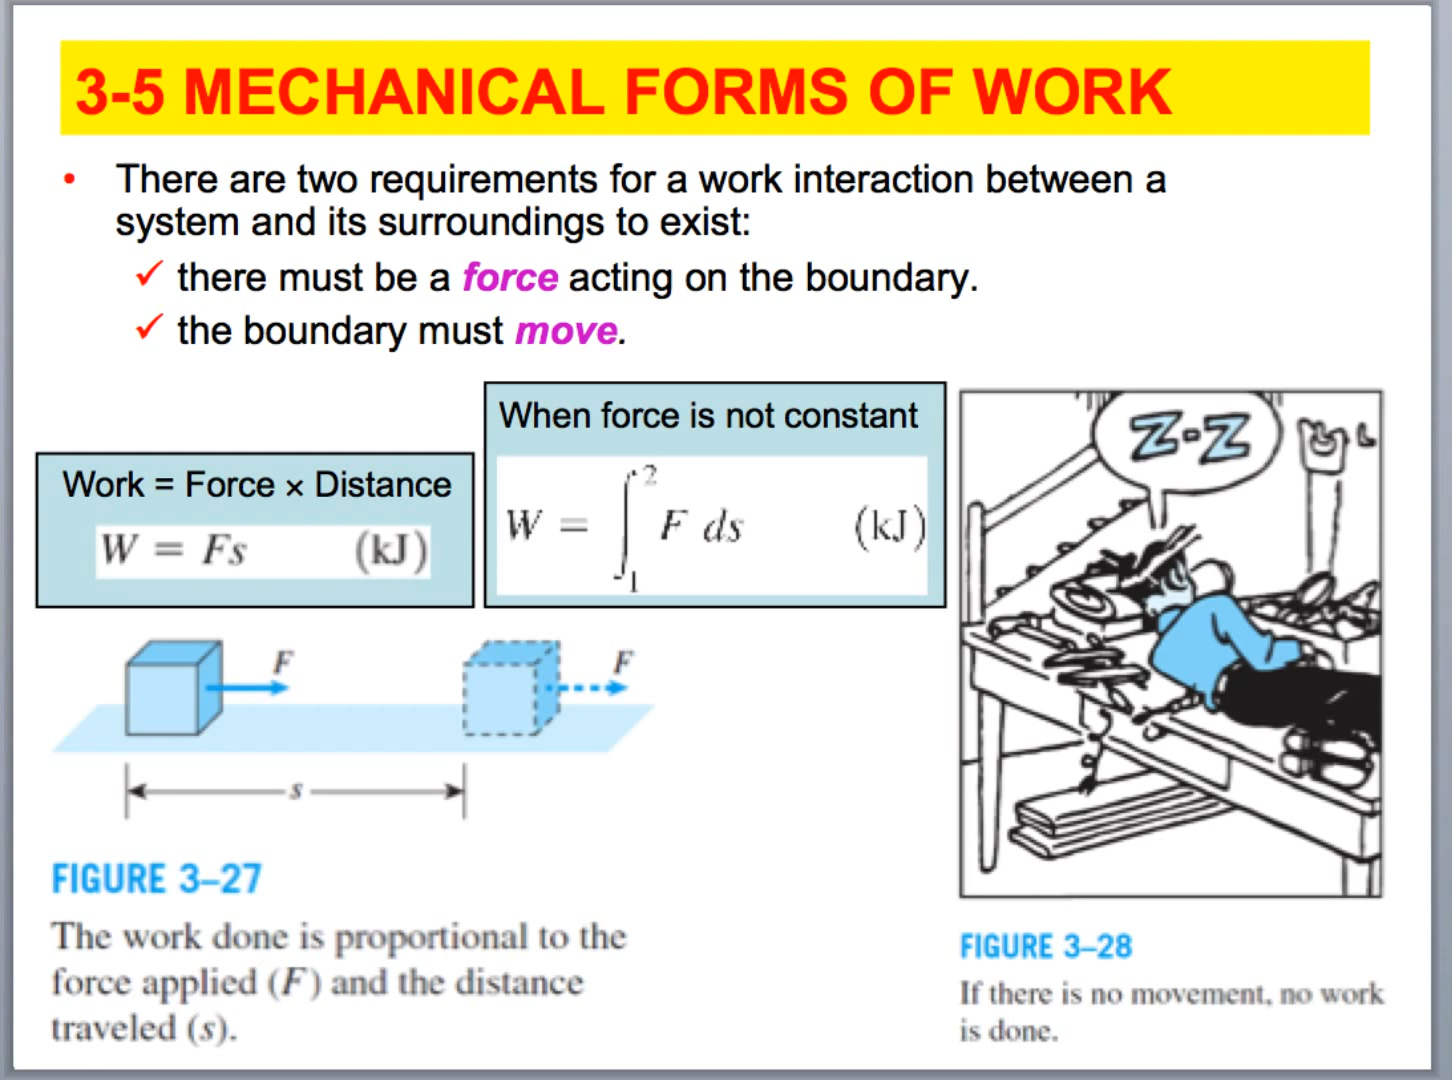 3-5 MECHANICAL FORMS OF WORK
• There are two requirements for a work interaction between a
system and its surroundings to exist:
✓ there must be a force acting on the boundary.
✓ the boundary must move.
When force is not constant
W = ∫₁² F ds (kJ)
Work = Force × Distance
W = Fs (kJ)
Z-Z
F
F
s
FIGURE 3–27
The work done is proportional to the
force applied (F) and the distance
traveled (s).
FIGURE 3–28
If there is no movement, no work
is done.